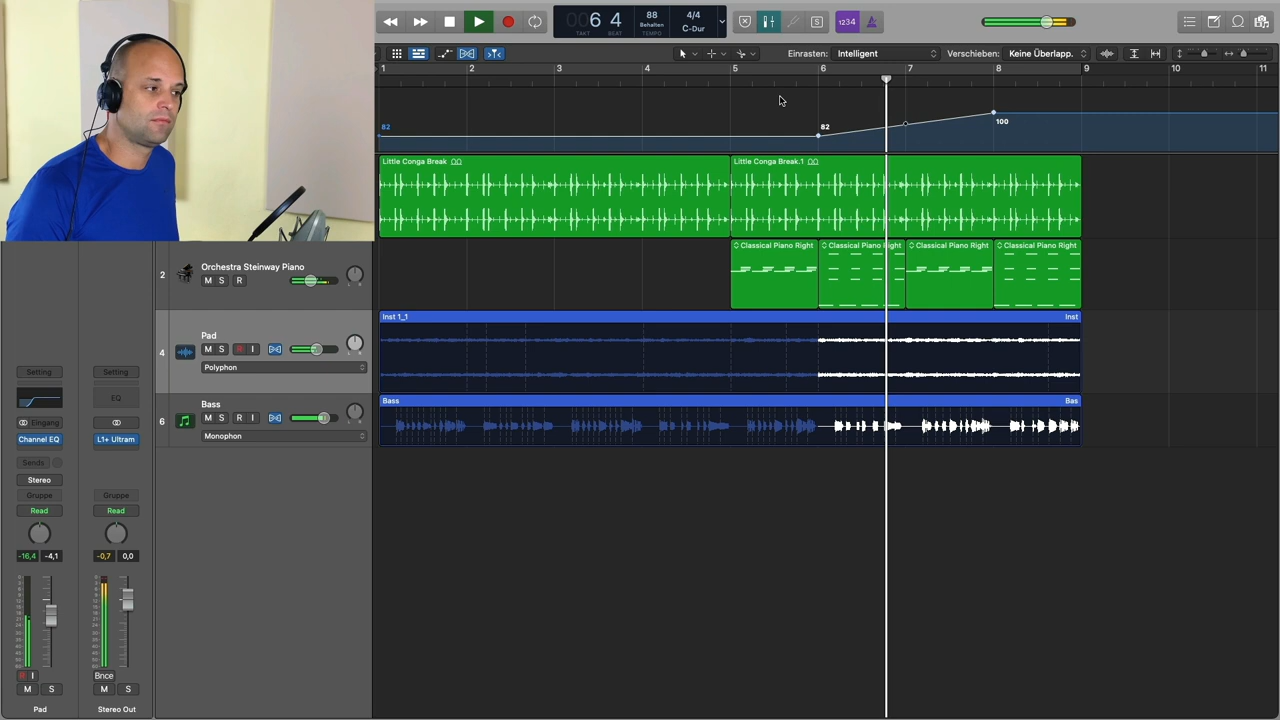 6 4
TAKT BEAT
88
Behalten
TEMPO
4/4
C-Dur
S
1234
Einrasten: Intelligent
Verschieben: Keine Überlapp.
1 2 3 4 5 6 7 8 9 10 11
82
82
100
Little Conga Break
Little Conga Break.1
2
Orchestra Steinway Piano
M S R
L R
Classical Piano Right
Classical Piano Right
Classical Piano Right
Classical Piano Right
4
Pad
M S R I
L R
Polyphon
Inst 1_1
Inst
6
Bass
M S R I
L R
Monophon
Bass
Bas
Setting Setting
EQ
Eingang
Channel EQ L1+ Ultram
Sends
Stereo
Gruppe Gruppe
Read Read
-16,4 -4,1 -0,7 0,0
R I Bnce
M S M S
Pad Stereo Out